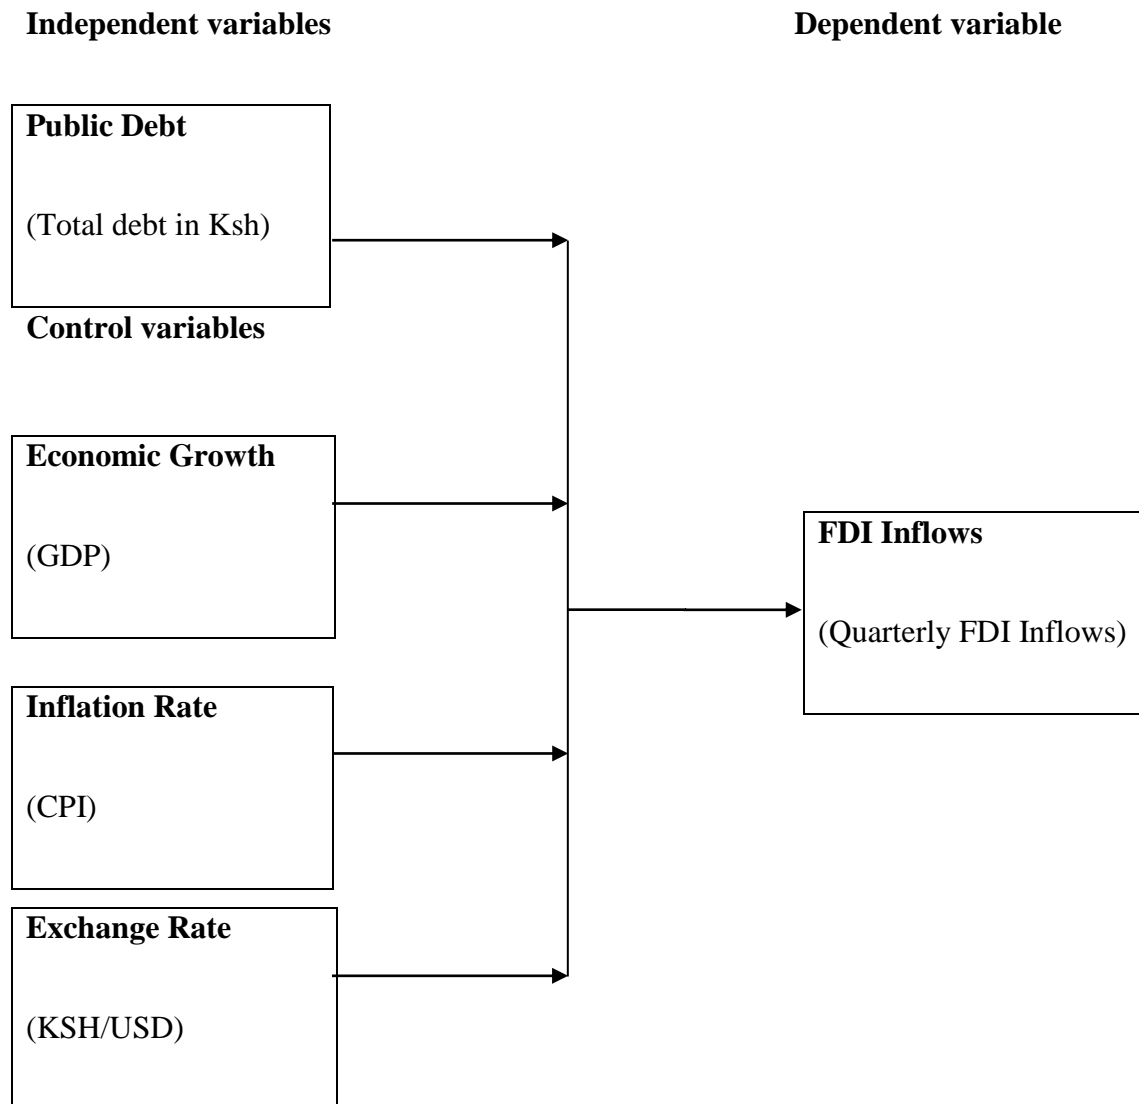 Independent variables
Dependent variable
Public Debt
(Total debt in Ksh)
Control variables
Economic Growth
(GDP)
FDI Inflows
(Quarterly FDI Inflows)
Inflation Rate
(CPI)
Exchange Rate
(KSH/USD)